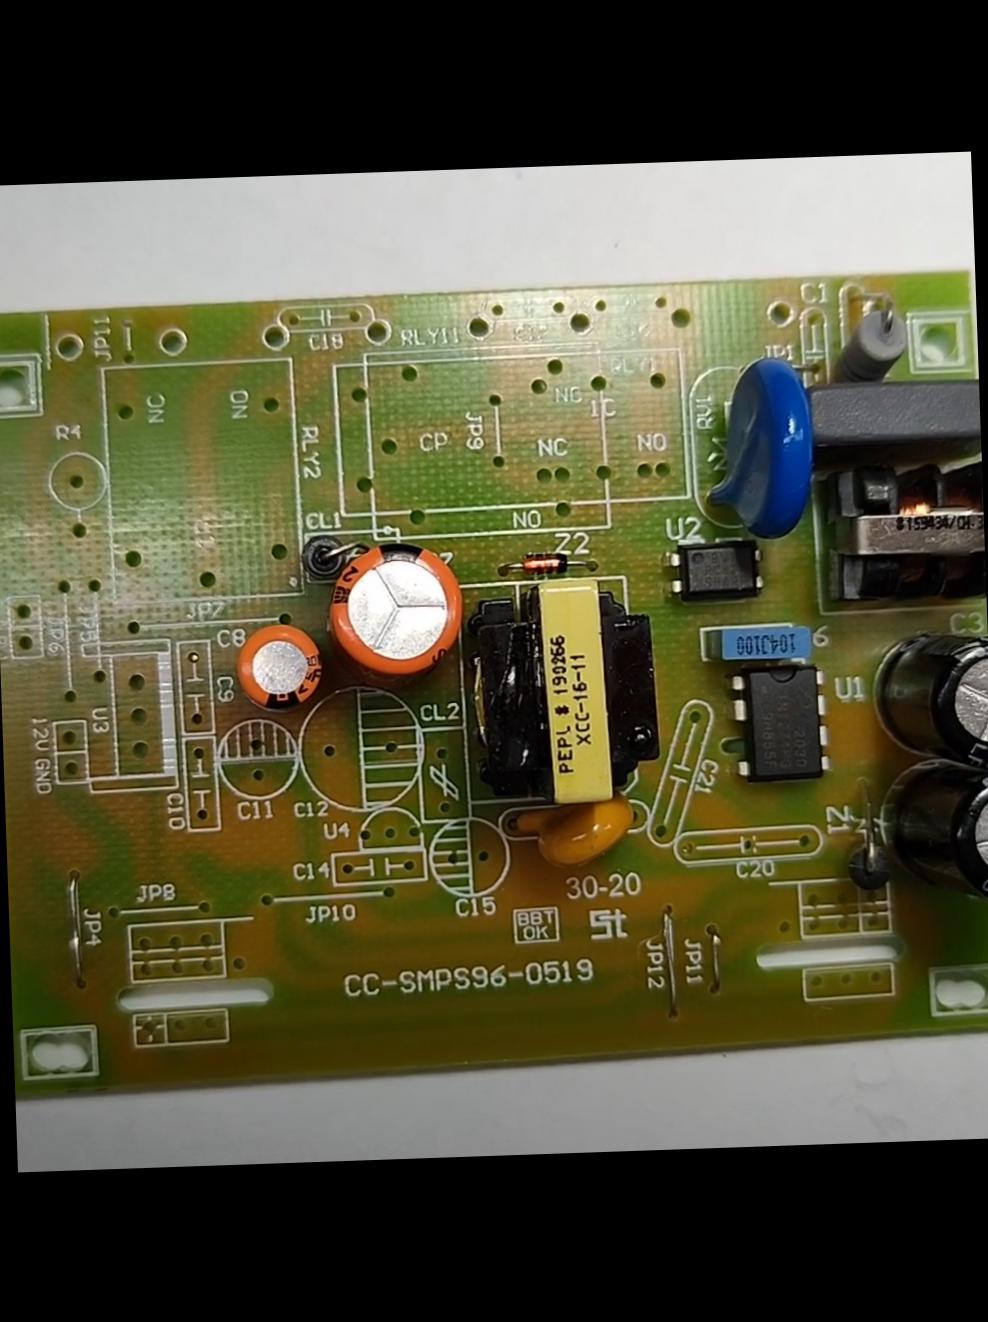 C1
JP11
C18
RLY11
JP1
NC
NO
RV1
R4
RLY2
CP
JP9
NC
NC
NO
NO
CL1
U2
Z2
JP7
C8
JP6
C3
104J100
6
U1
C9
U3
12V GND
CL2
PEPL # 190266
XCC-16-11
C21
C10
C11
C12
U4
Z1
C14
C20
C15
30-20
JP8
JP10
JP4
BBT
OK
St
JP12
JP11
CC-SMPS96-0519